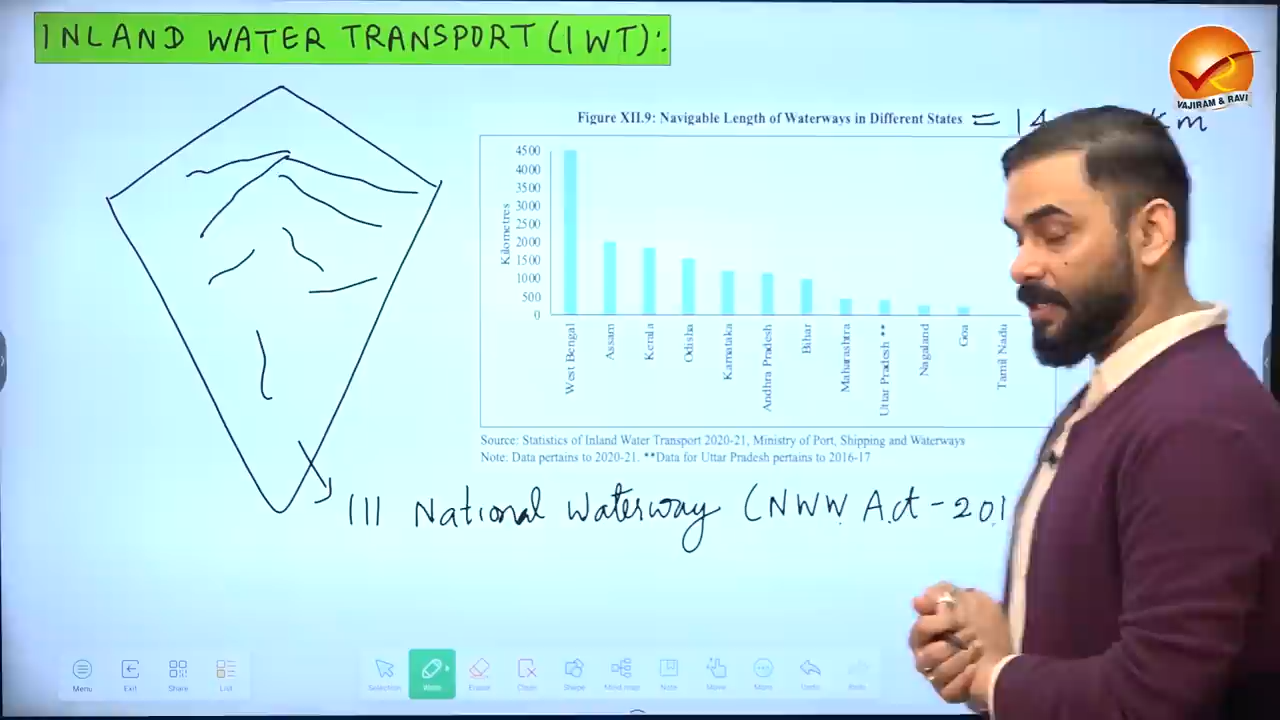 INLAND WATER TRANSPORT (IWT):
VAJIRAM & RAVI
Figure XII.9: Navigable Length of Waterways in Different States = 14 km
Kilometres
4500
4000
3500
3000
2500
2000
1500
1000
500
0
West Bengal
Assam
Kerala
Odisha
Karnataka
Andhra Pradesh
Bihar
Maharashtra
Uttar Pradesh **
Nagaland
Goa
Tamil Nadu
Source: Statistics of Inland Water Transport 2020-21, Ministry of Port, Shipping and Waterways
Note: Data pertains to 2020-21. **Data for Uttar Pradesh pertains to 2016-17
111 National Waterway (NWW Act - 201
Menu
Exit
Share
List
Selection
Write
Eraser
Clean
Shape
Mind map
Note
Move
More
Undo
Redo